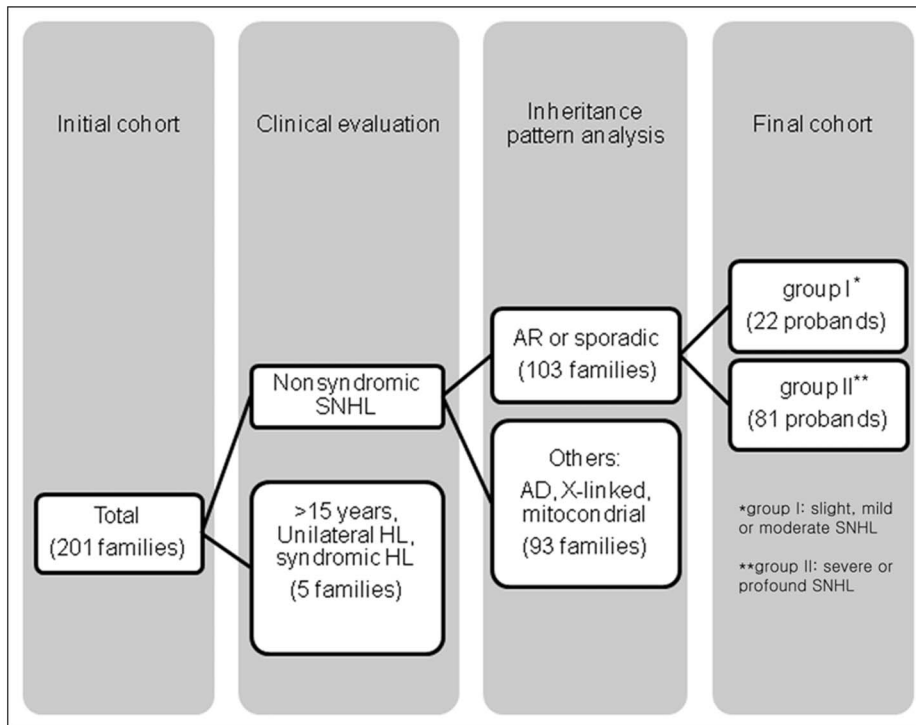 Initial cohort
Clinical evaluation
Inheritance
pattern analysis
Final cohort
Total
(201 families)
Nonsyndromic
SNHL
>15 years,
Unilateral HL,
syndromic HL
(5 families)
AR or sporadic
(103 families)
Others:
AD, X-linked,
mitocondrial
(93 families)
group I*
(22 probands)
group II**
(81 probands)
*group I: slight, mild
or moderate SNHL
**group II: severe or
profound SNHL